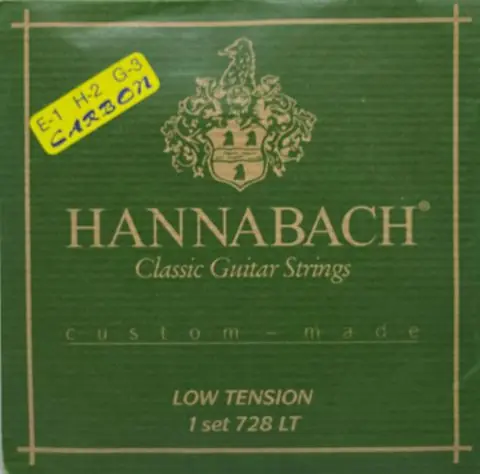 E-1 H-2 G-3
CARBON
HANNABACH®
Classic Guitar Strings
custom-made
LOW TENSION
1 set 728 LT